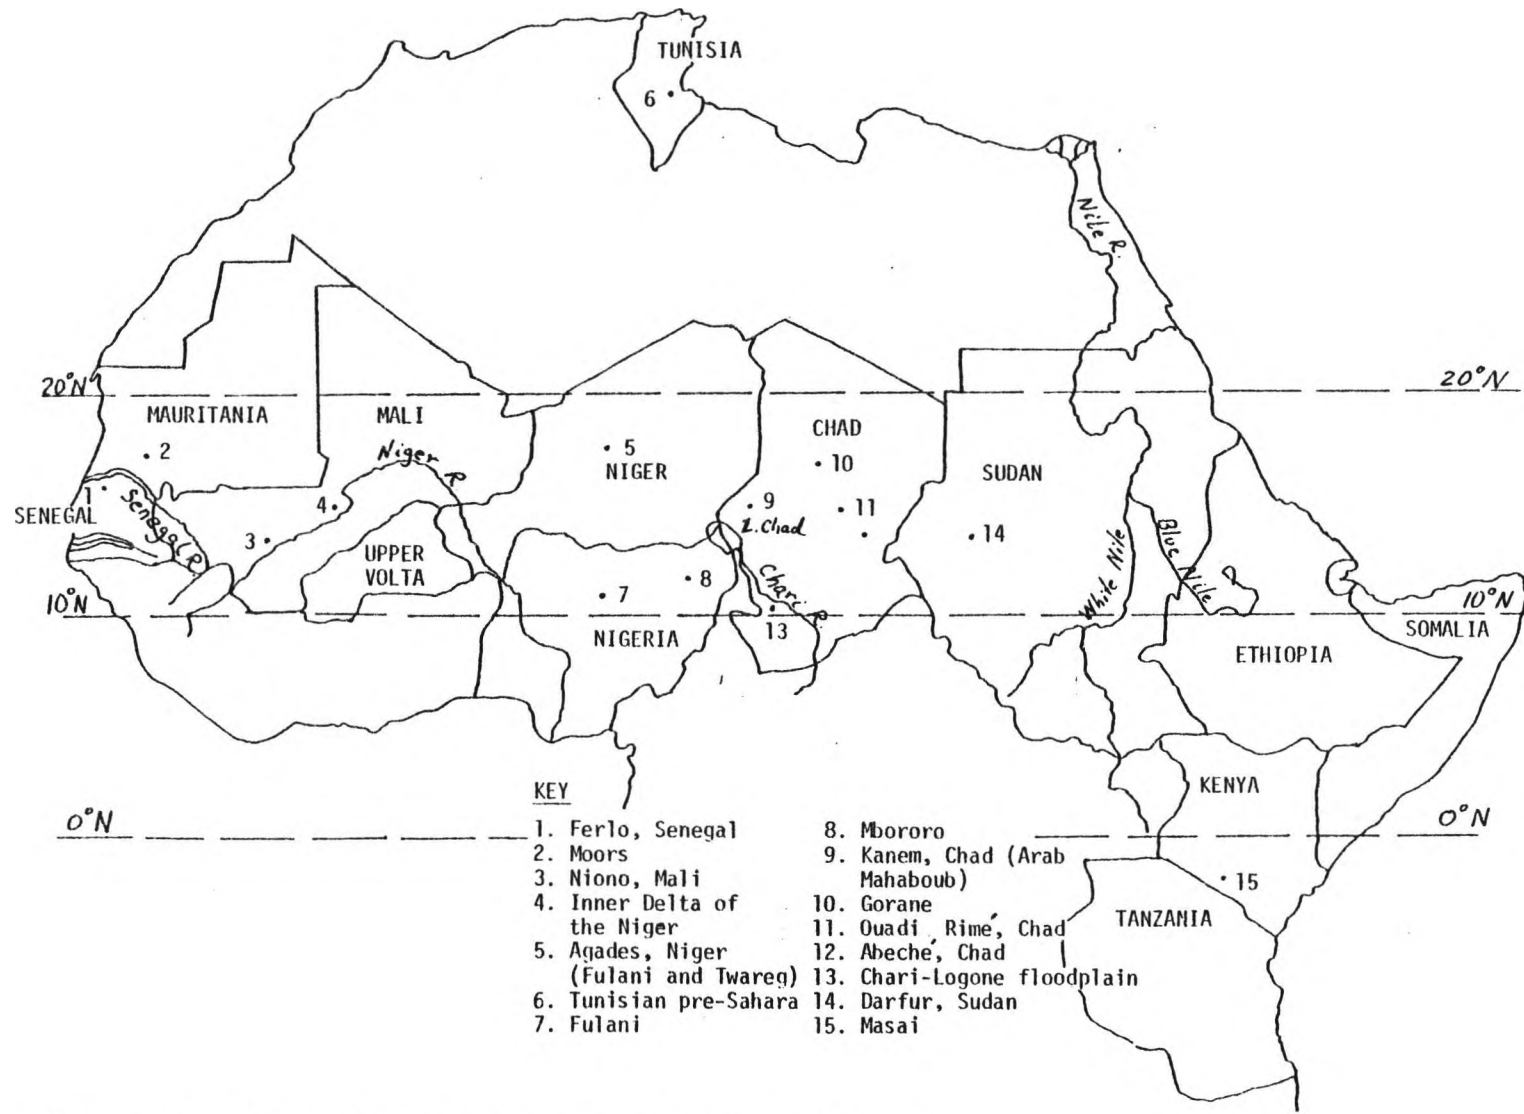 TUNISIA
6
Nile R.
20°N
20°N
MAURITANIA
MALI
CHAD
2
Niger R
5
NIGER
10
SUDAN
1
Senegal R.
SENEGAL
4
9
11
L. Chad
3
14
UPPER
VOLTA
White Nile
Blue Nile
8
Chari R.
7
10°N
10°N
13
NIGERIA
SOMALIA
ETHIOPIA
KENYA
0°N
0°N
15
TANZANIA
KEY
1. Ferlo, Senegal
2. Moors
3. Niono, Mali
4. Inner Delta of
the Niger
5. Agades, Niger
(Fulani and Twareg)
6. Tunisian pre-Sahara
7. Fulani
8. Mbororo
9. Kanem, Chad (Arab
Mahaboub)
10. Gorane
11. Ouadi Rimé, Chad
12. Abeché, Chad
13. Chari-Logone floodplain
14. Darfur, Sudan
15. Masai